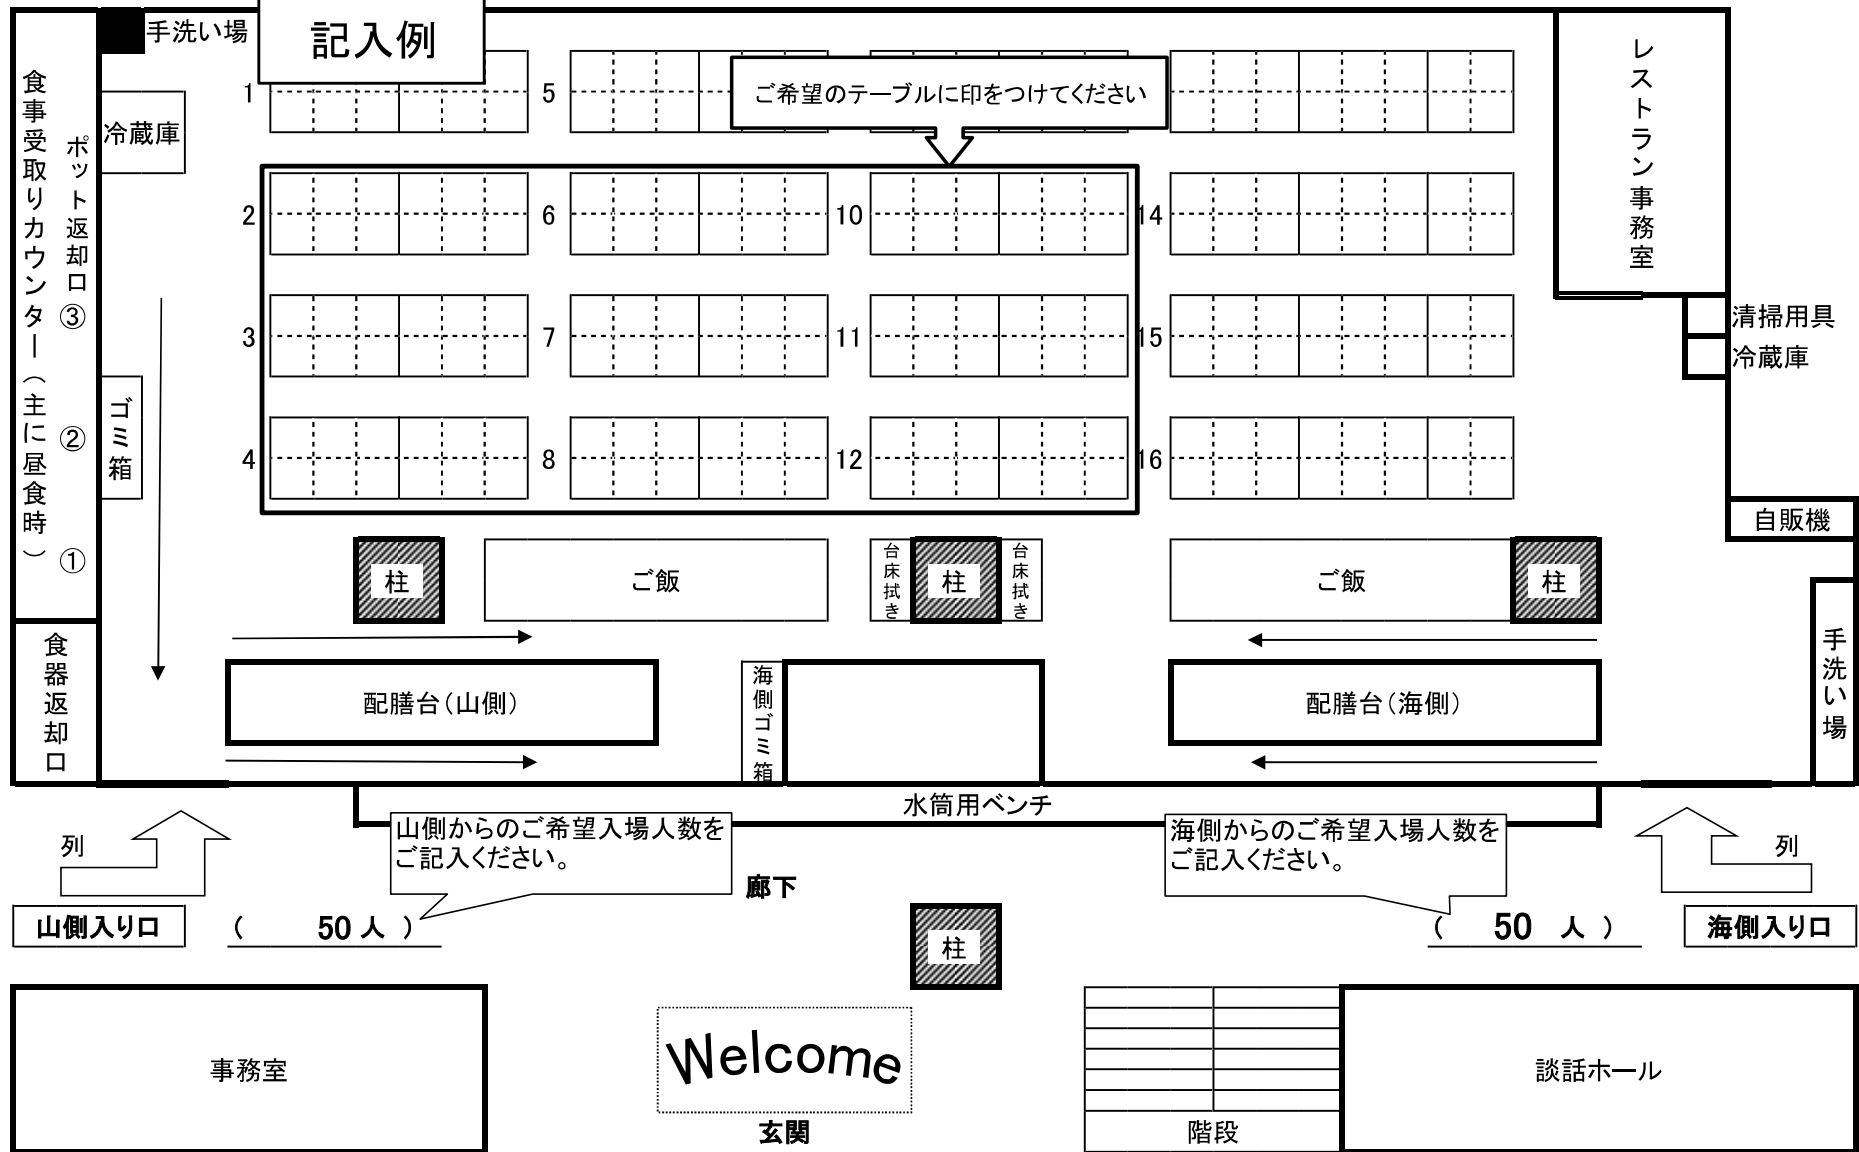 手洗い場
記入例
1
5
ご希望のテーブルに印をつけてください
レストラン事務室
食事受取りカウンター(主に昼食時)
ポット返却口
③
②
①
冷蔵庫
2
6
10
14
清掃用具
冷蔵庫
3
7
11
15
ゴミ箱
4
8
12
16
自販機
柱
ご飯
台床拭き
柱
台床拭き
ご飯
柱
食器返却口
配膳台(山側)
海側ゴミ箱
配膳台(海側)
手洗い場
水筒用ベンチ
列
山側からのご希望入場人数を
ご記入ください。
廊下
海側からのご希望入場人数を
ご記入ください。
列
山側入り口
( 50 人 )
柱
( 50 人 )
海側入り口
事務室
Welcome
玄関
階段
談話ホール